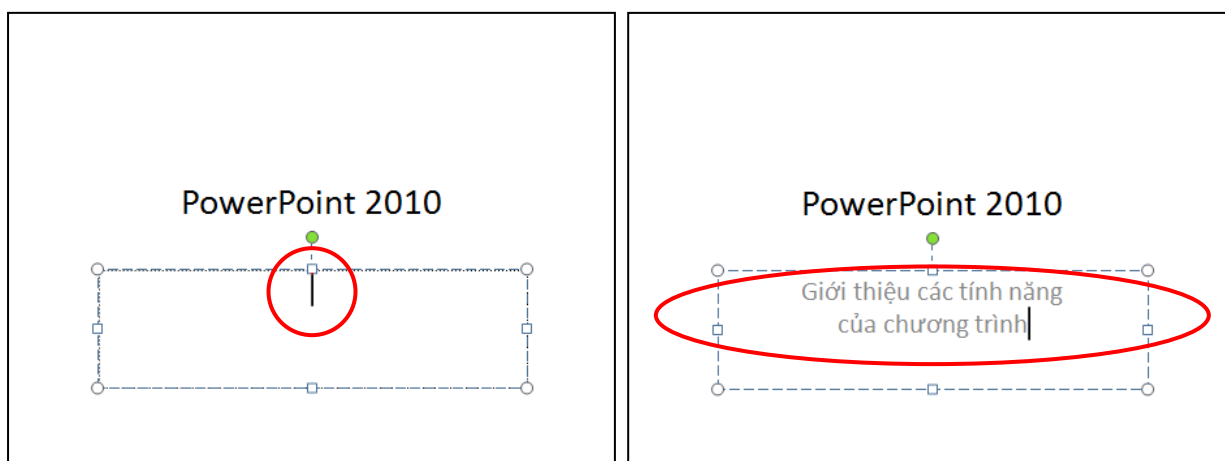 PowerPoint 2010
PowerPoint 2010
Giới thiệu các tính năng
của chương trình